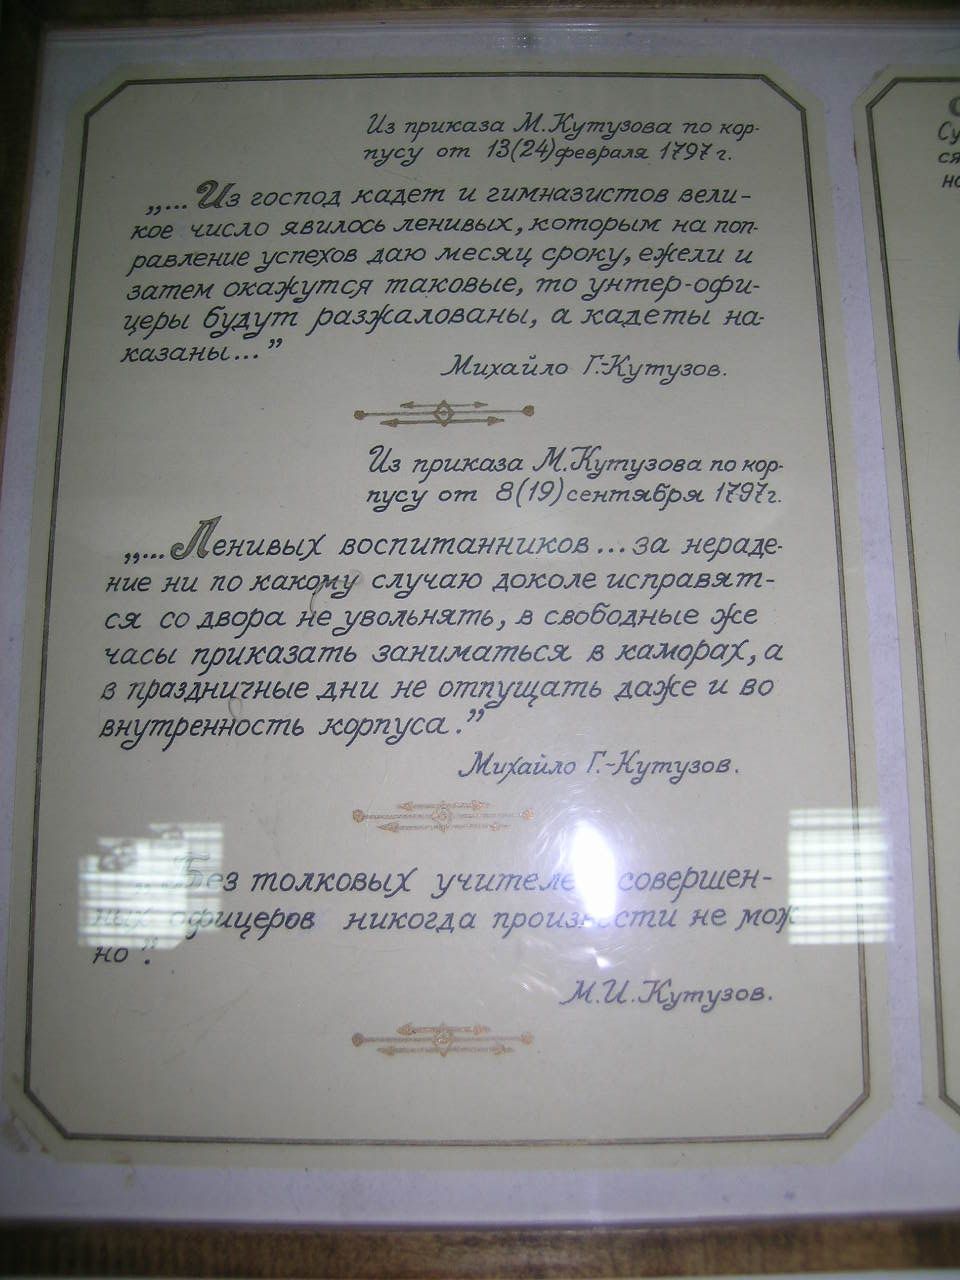 Из приказа М.Кутузова по кор-
пусу от 13(24)февраля 1797 г.
„... Из господ кадет и гимназистов вели-
кое число явилось ленивых, которым на поп-
равление успехов даю месяц сроку, ежели и
затем окажутся таковые, то унтер-офи-
церы будут разжалованы, а кадеты на-
казаны..."
Михайло Г.-Кутузов.
Из приказа М.Кутузова по кор-
пусу от 8(19)сентября 1797г.
„... Ленивых воспитанников... за нераде-
ние ни по какому случаю доколе исправят-
ся со двора не увольнять, в свободные же
часы приказать заниматься в каморах, а
в праздничные дни не отпущать даже и во
внутренность корпуса."
Михайло Г.-Кутузов.
„Без толковых учителей совершен-
ных офицеров никогда произвести не мож
но".
М.И.Кутузов.
Су
ся
но